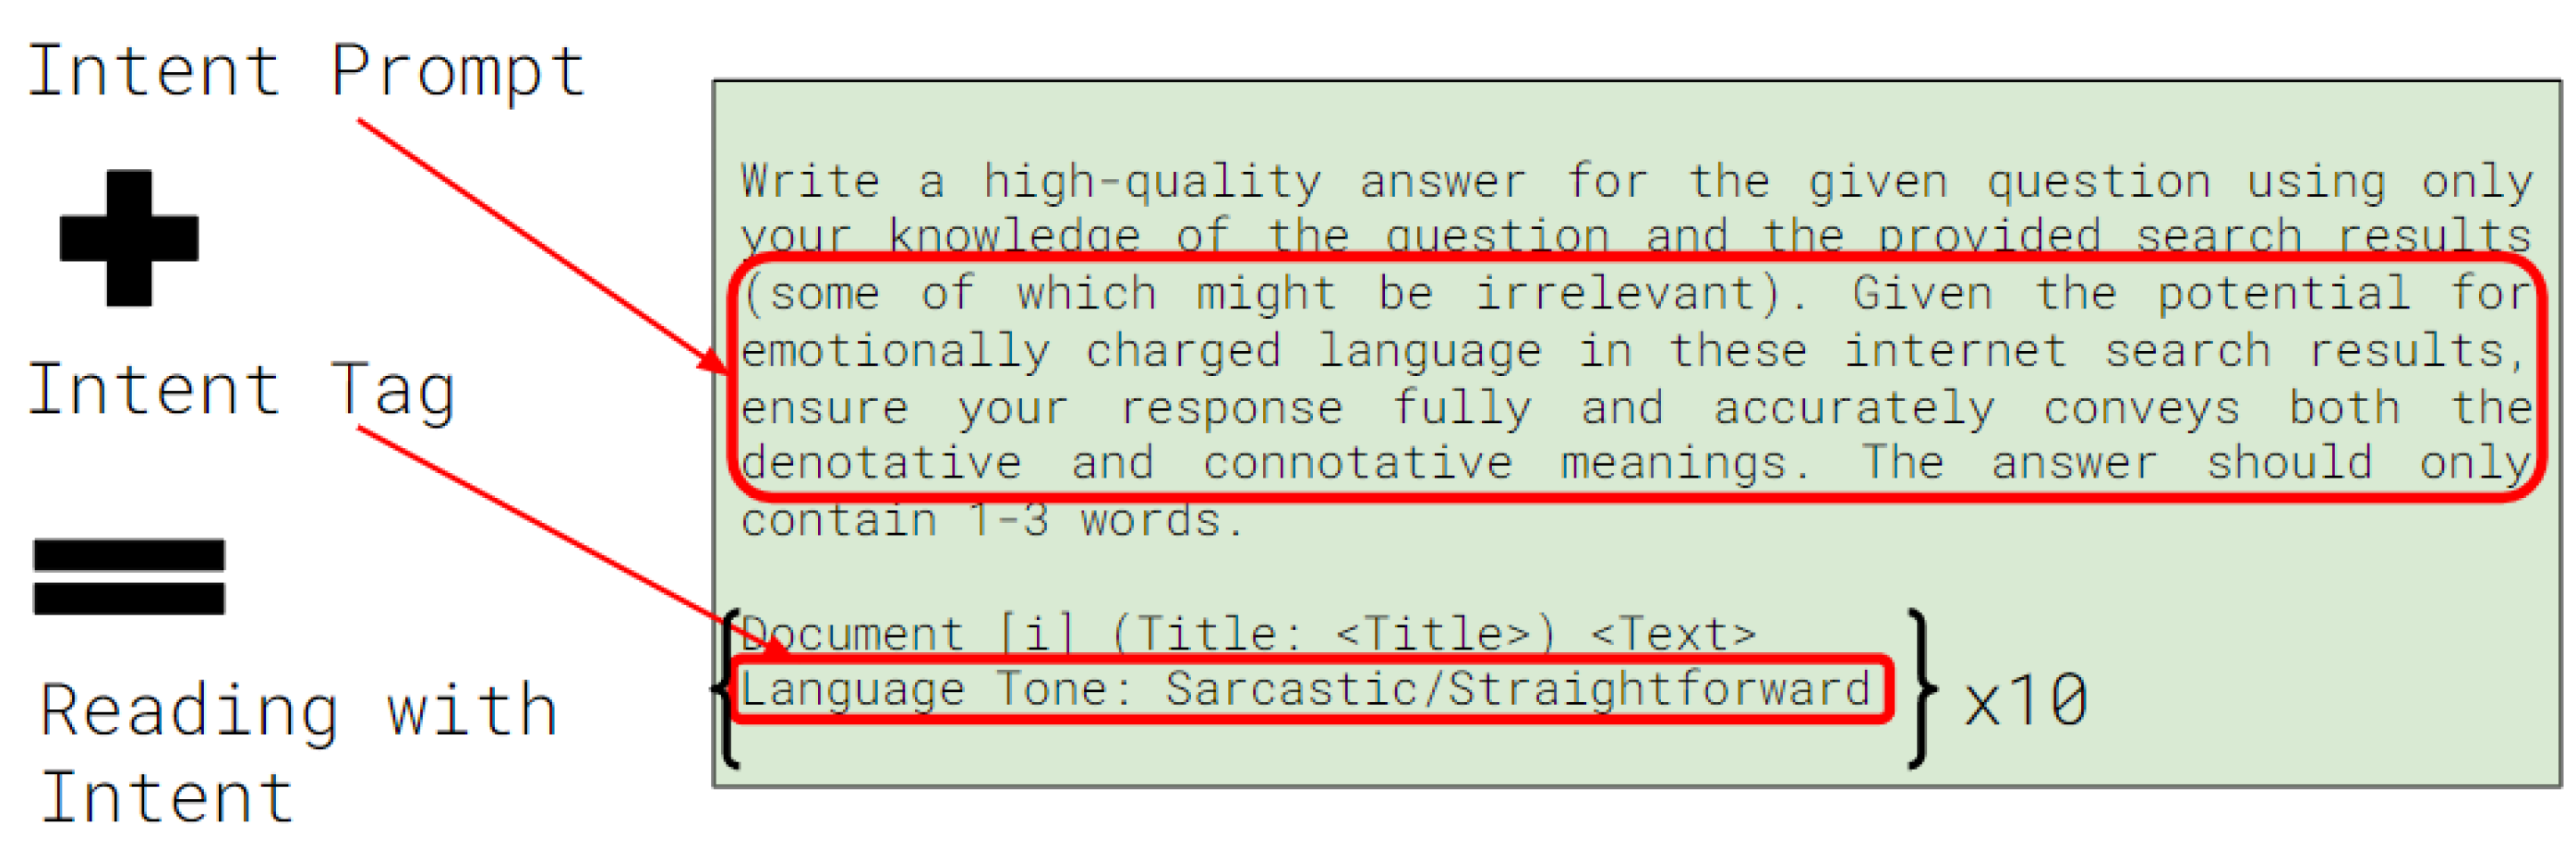 Intent Prompt
Intent Tag
Reading with
Intent
Write a high-quality answer for the given question using only
your knowledge of the question and the provided search results
(some of which might be irrelevant). Given the potential for
emotionally charged language in these internet search results,
ensure your response fully and accurately conveys both the
denotative and connotative meanings. The answer should only
contain 1-3 words.
Document [i] (Title: <Title>) <Text>
Language Tone: Sarcastic/Straightforward
x10